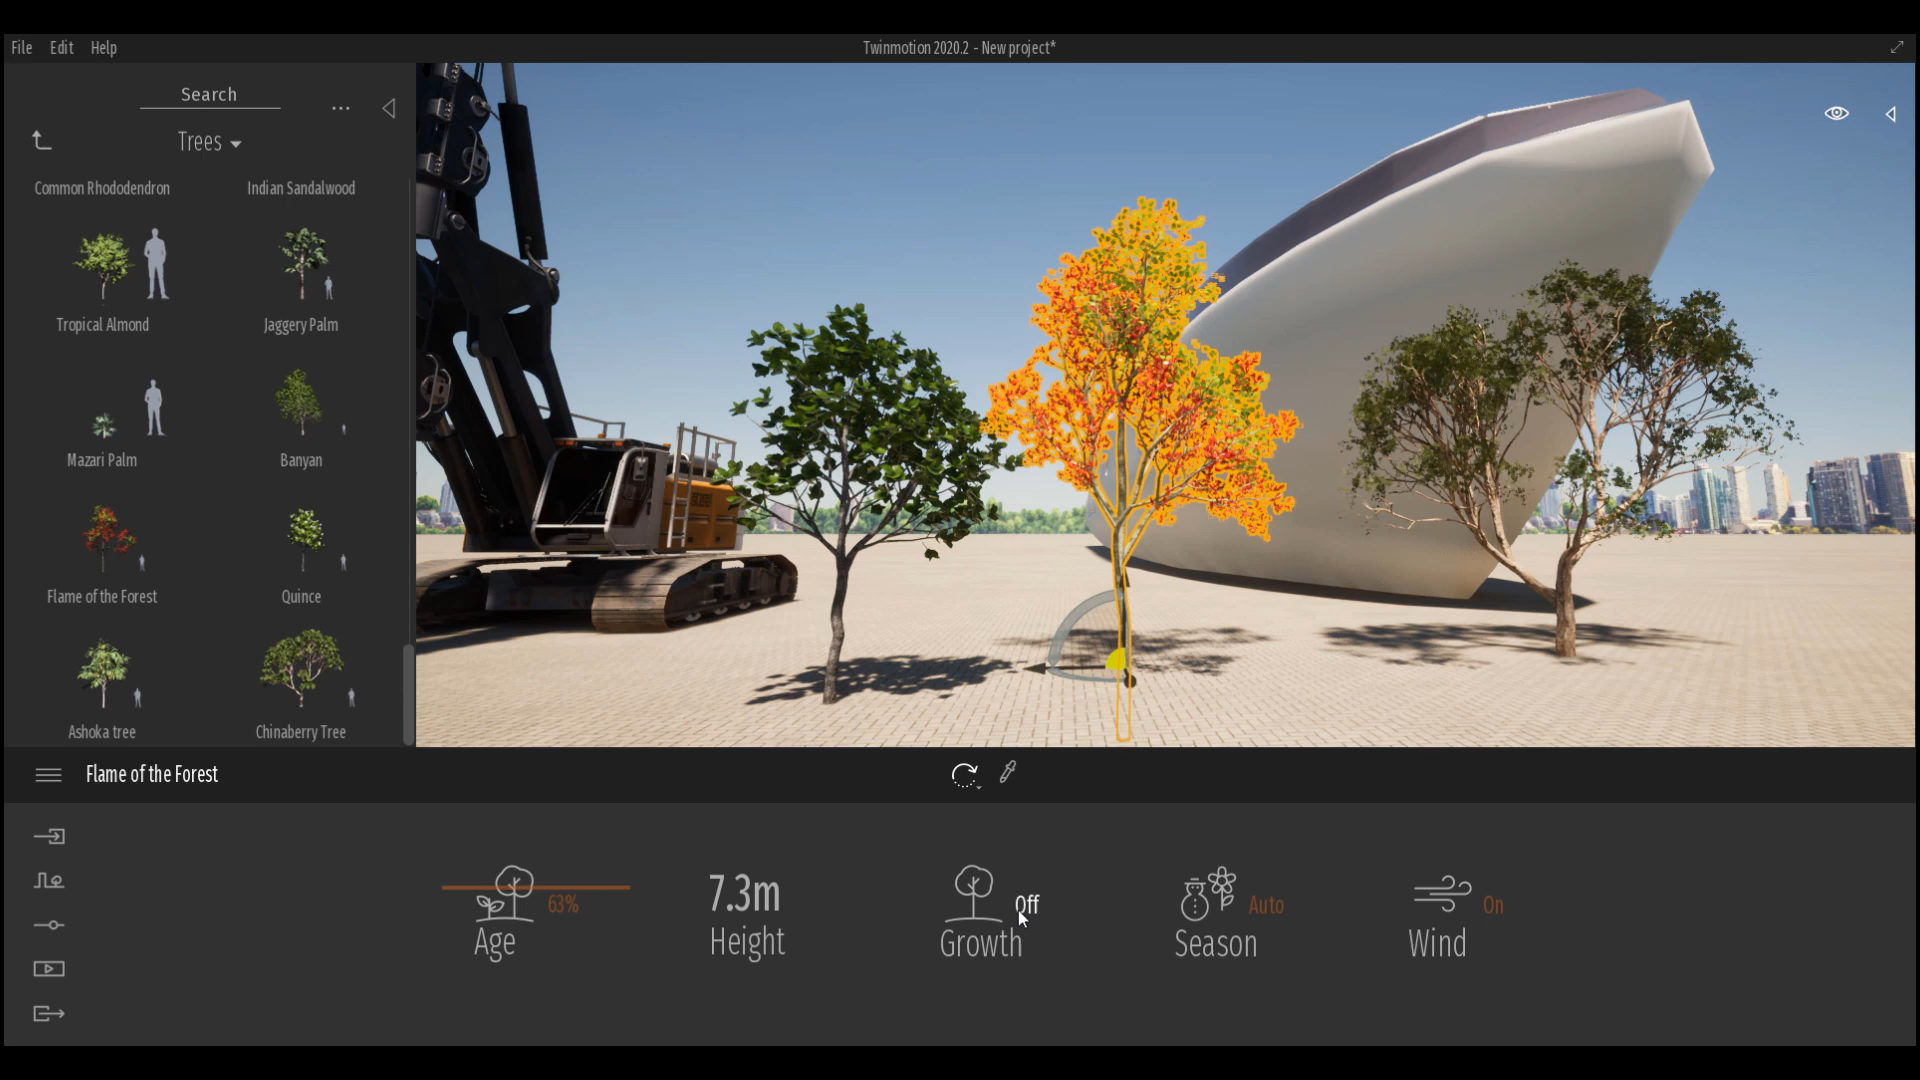 File Edit Help
Twinmotion 2020.2 - New project*
Search
Trees
Common Rhododendron
Indian Sandalwood
Tropical Almond
Jaggery Palm
Mazari Palm
Banyan
Flame of the Forest
Quince
Ashoka tree
Chinaberry Tree
Flame of the Forest
63%
Age
7.3m
Height
Off
Growth
Auto
Season
On
Wind